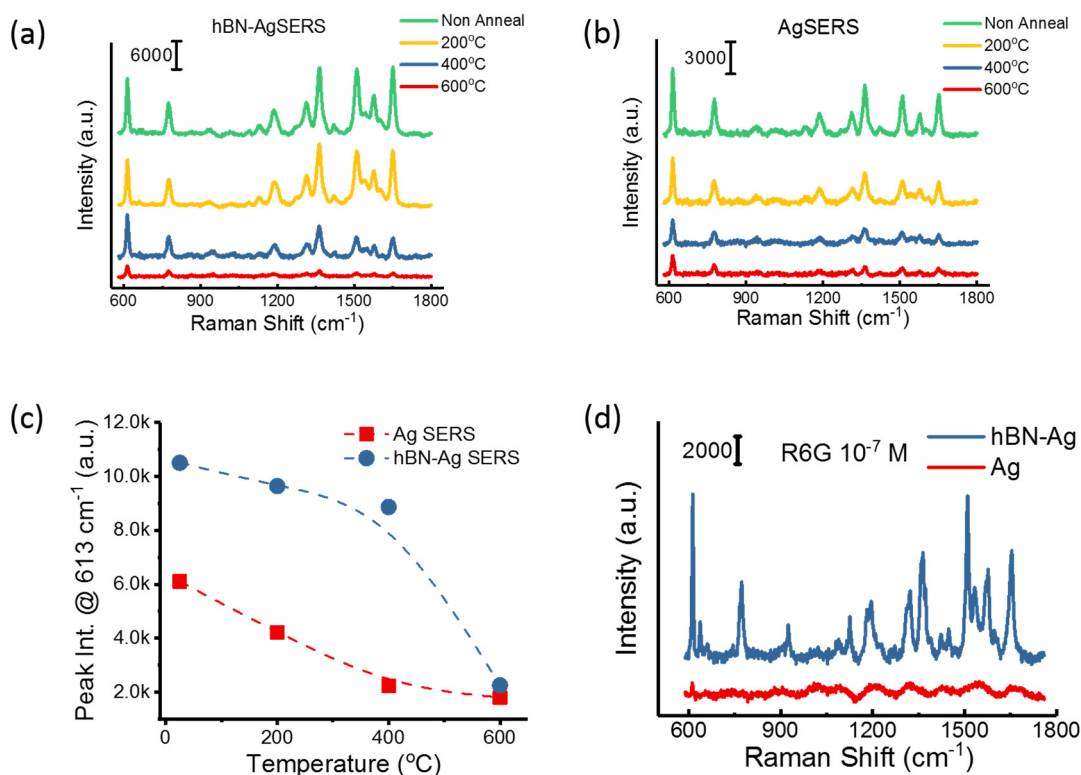 (a)
hBN-AgSERS
6000
Non Anneal
200°C
400°C
600°C
Intensity (a.u.)
600 900 1200 1500 1800
Raman Shift (cm⁻¹)
(b)
AgSERS
3000
Non Anneal
200°C
400°C
600°C
Intensity (a.u.)
600 900 1200 1500 1800
Raman Shift (cm⁻¹)
(c)
Peak Int. @ 613 cm⁻¹ (a.u.)
12.0k
10.0k
8.0k
6.0k
4.0k
2.0k
Ag SERS
hBN-Ag SERS
0 200 400 600
Temperature (°C)
(d)
2000
R6G 10⁻⁷ M
hBN-Ag
Ag
Intensity (a.u.)
600 900 1200 1500 1800
Raman Shift (cm⁻¹)